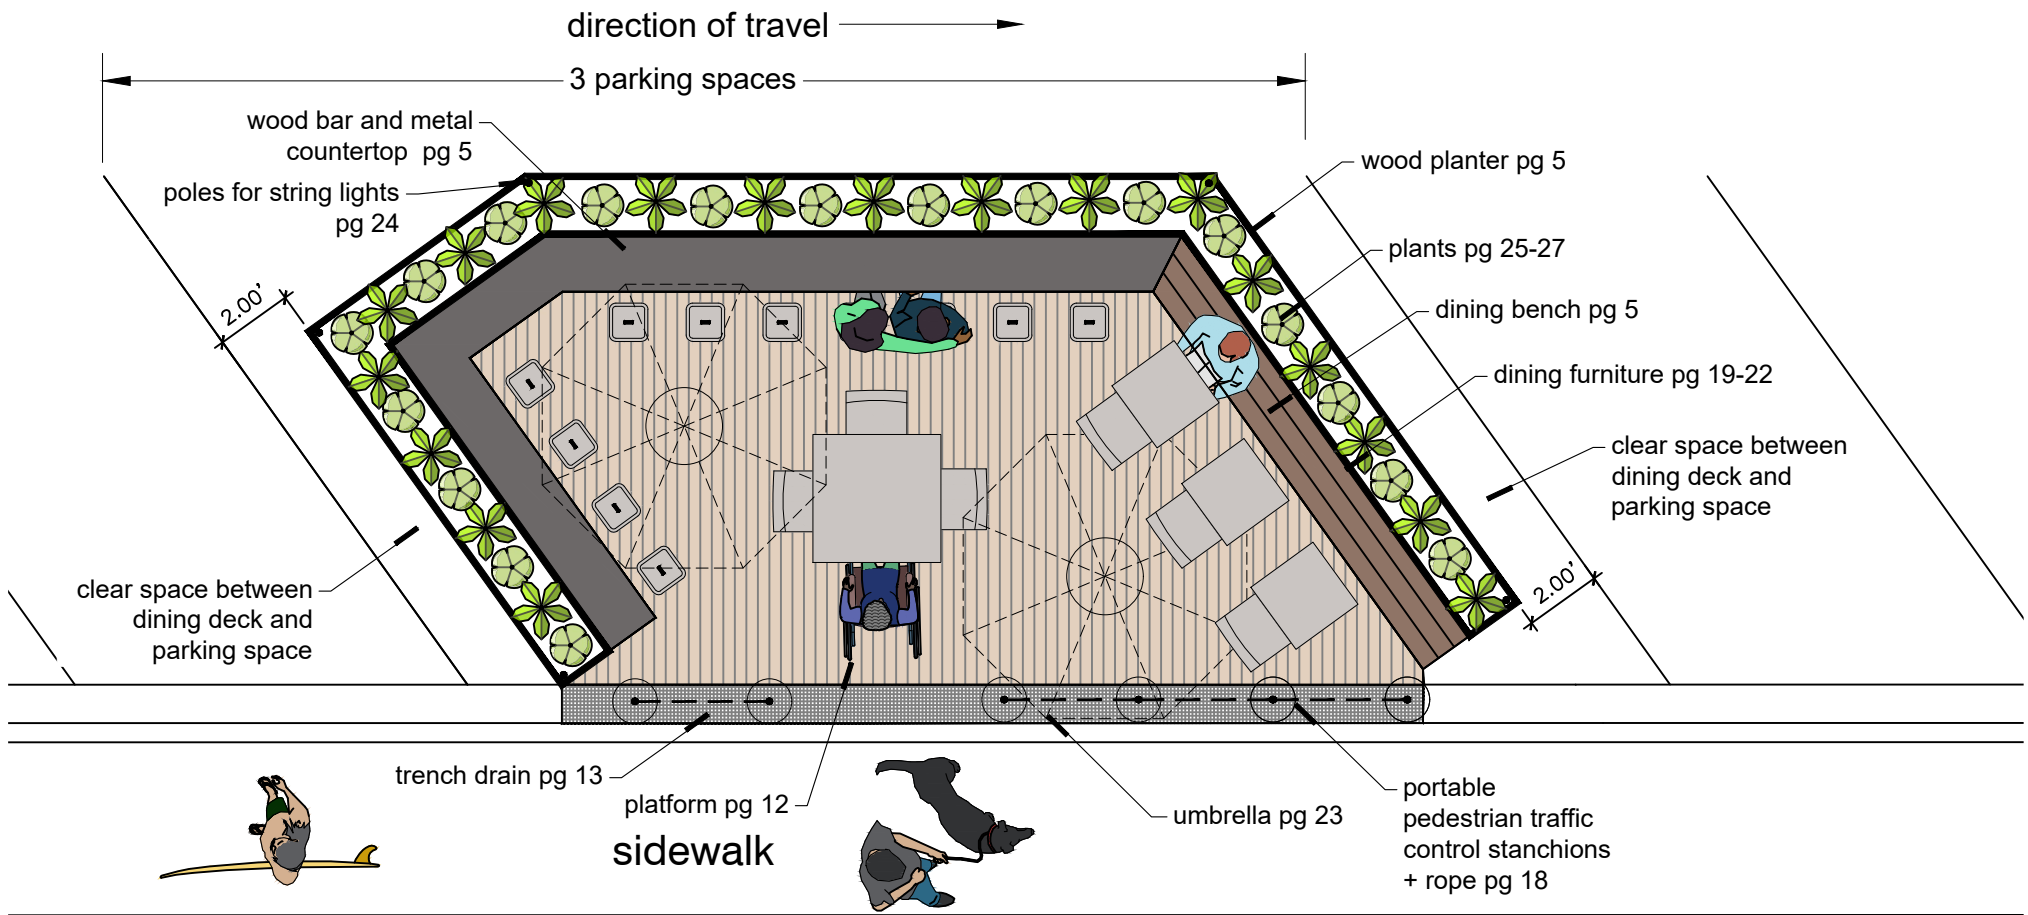 direction of travel
3 parking spaces
wood bar and metal
countertop pg 5
poles for string lights
pg 24
2.00'
clear space between
dining deck and
parking space
wood planter pg 5
plants pg 25-27
dining bench pg 5
dining furniture pg 19-22
clear space between
dining deck and
parking space
2.00'
trench drain pg 13
platform pg 12
sidewalk
umbrella pg 23
portable
pedestrian traffic
control stanchions
+ rope pg 18